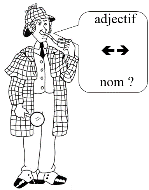 adjectif
↔
nom ?